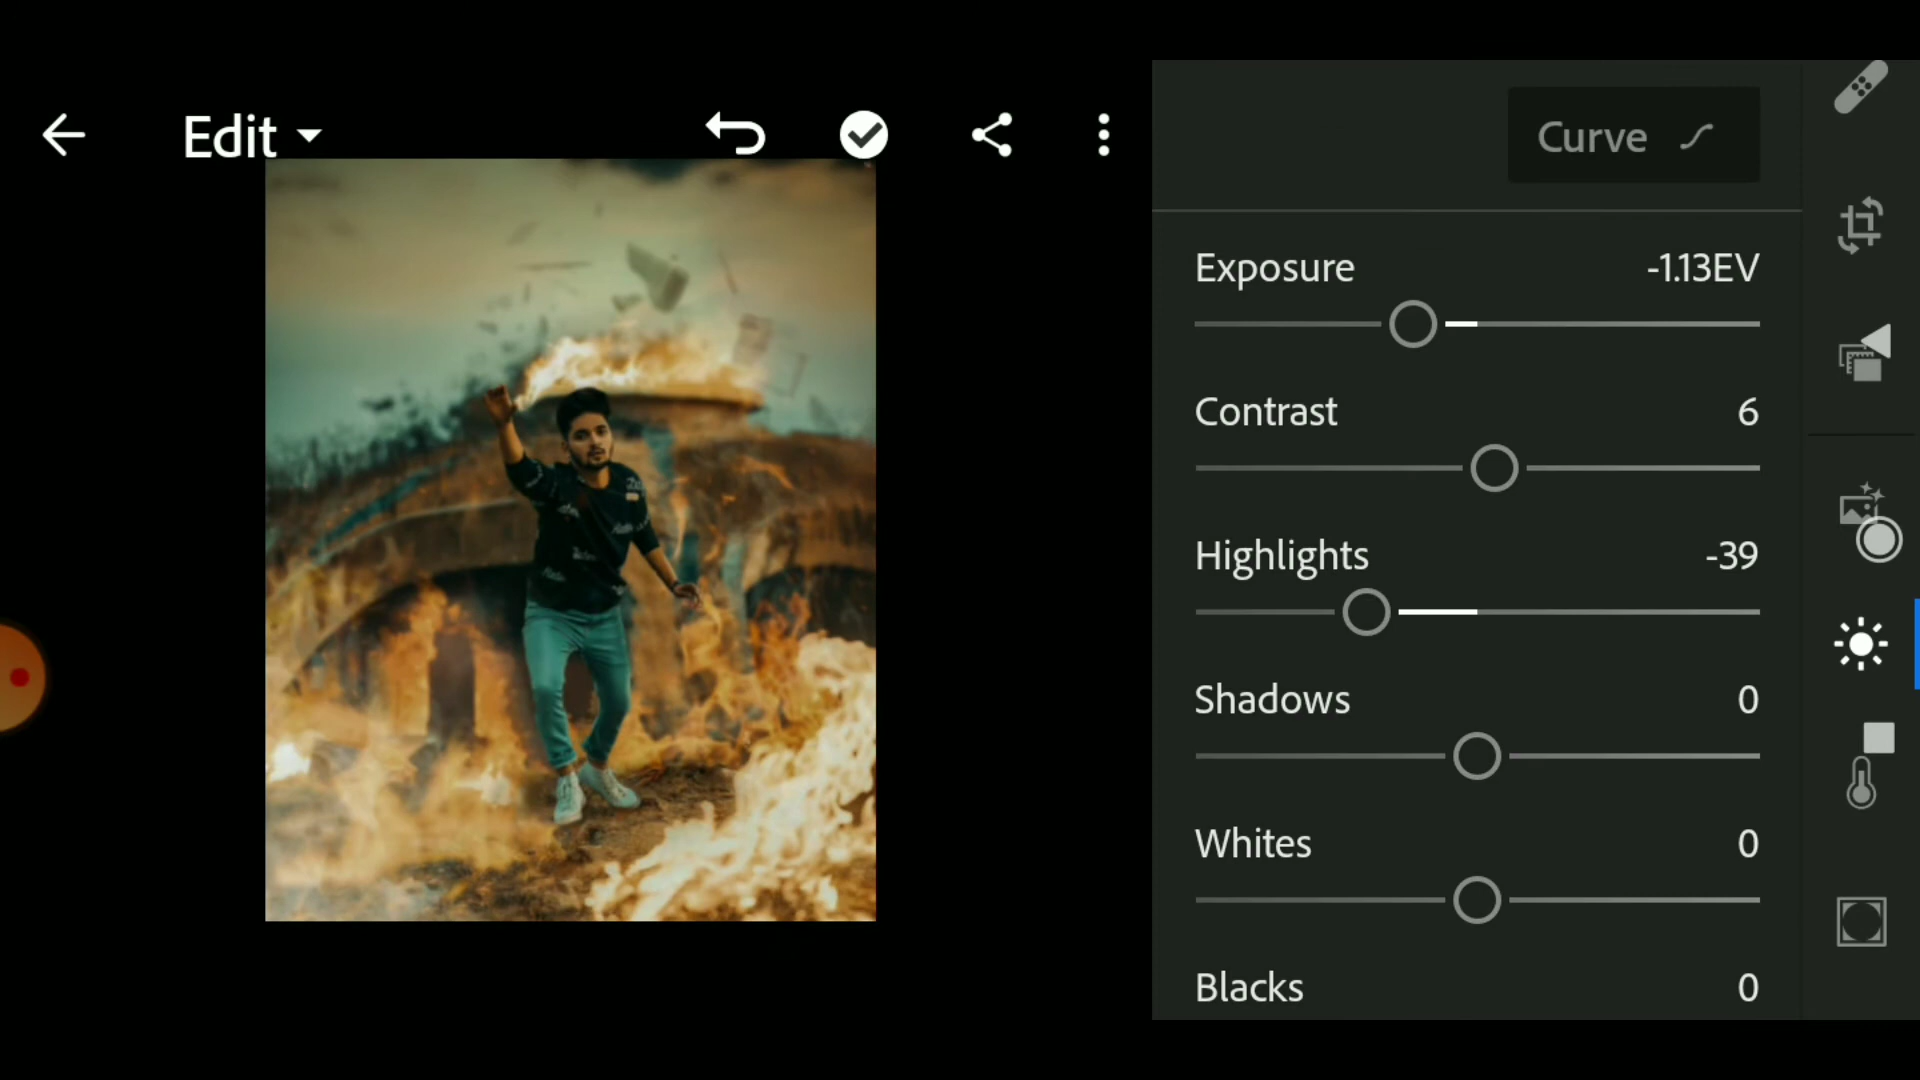 Edit
Curve
Exposure -1.13EV
Contrast 6
Highlights -39
Shadows 0
Whites 0
Blacks 0